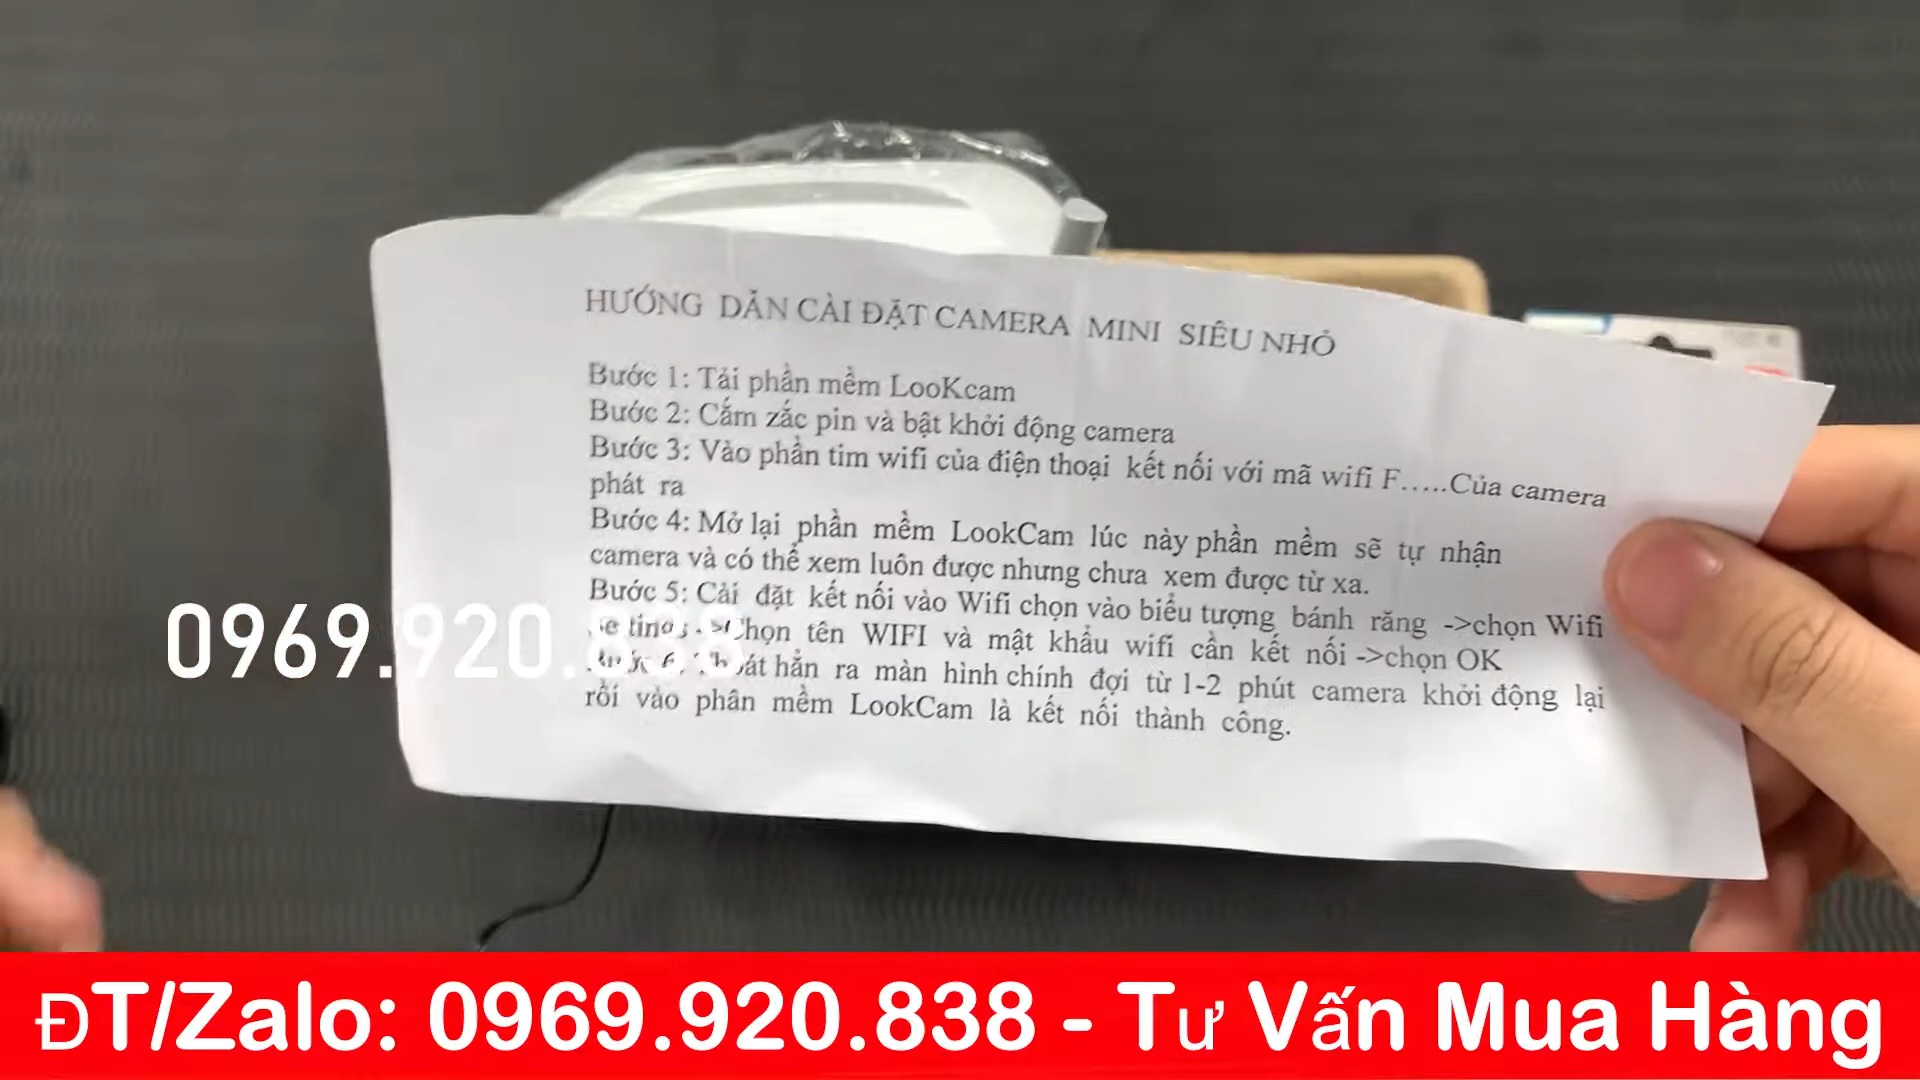 HƯỚNG DẪN CÀI ĐẶT CAMERA MINI SIÊU NHỎ
Bước 1: Tải phần mềm LooKcam
Bước 2: Cắm zắc pin và bật khởi động camera
Bước 3: Vào phần tim wifi của điện thoại kết nối với mã wifi F.....Của camera
phát ra
Bước 4: Mở lại phần mềm LookCam lúc này phần mềm sẽ tự nhận
camera và có thể xem luôn được nhưng chưa xem được từ xa.
Bước 5: Cài đặt kết nối vào Wifi chọn vào biểu tượng bánh răng ->chọn Wifi
tên WIFI và mật khẩu wifi cần kết nối ->chọn OK
hẳn ra màn hình chính đợi từ 1-2 phút camera khởi động lại
rồi vào phân mềm LookCam là kết nối thành công.
0969.920.838
ĐT/Zalo: 0969.920.838 - Tư Vấn Mua Hàng